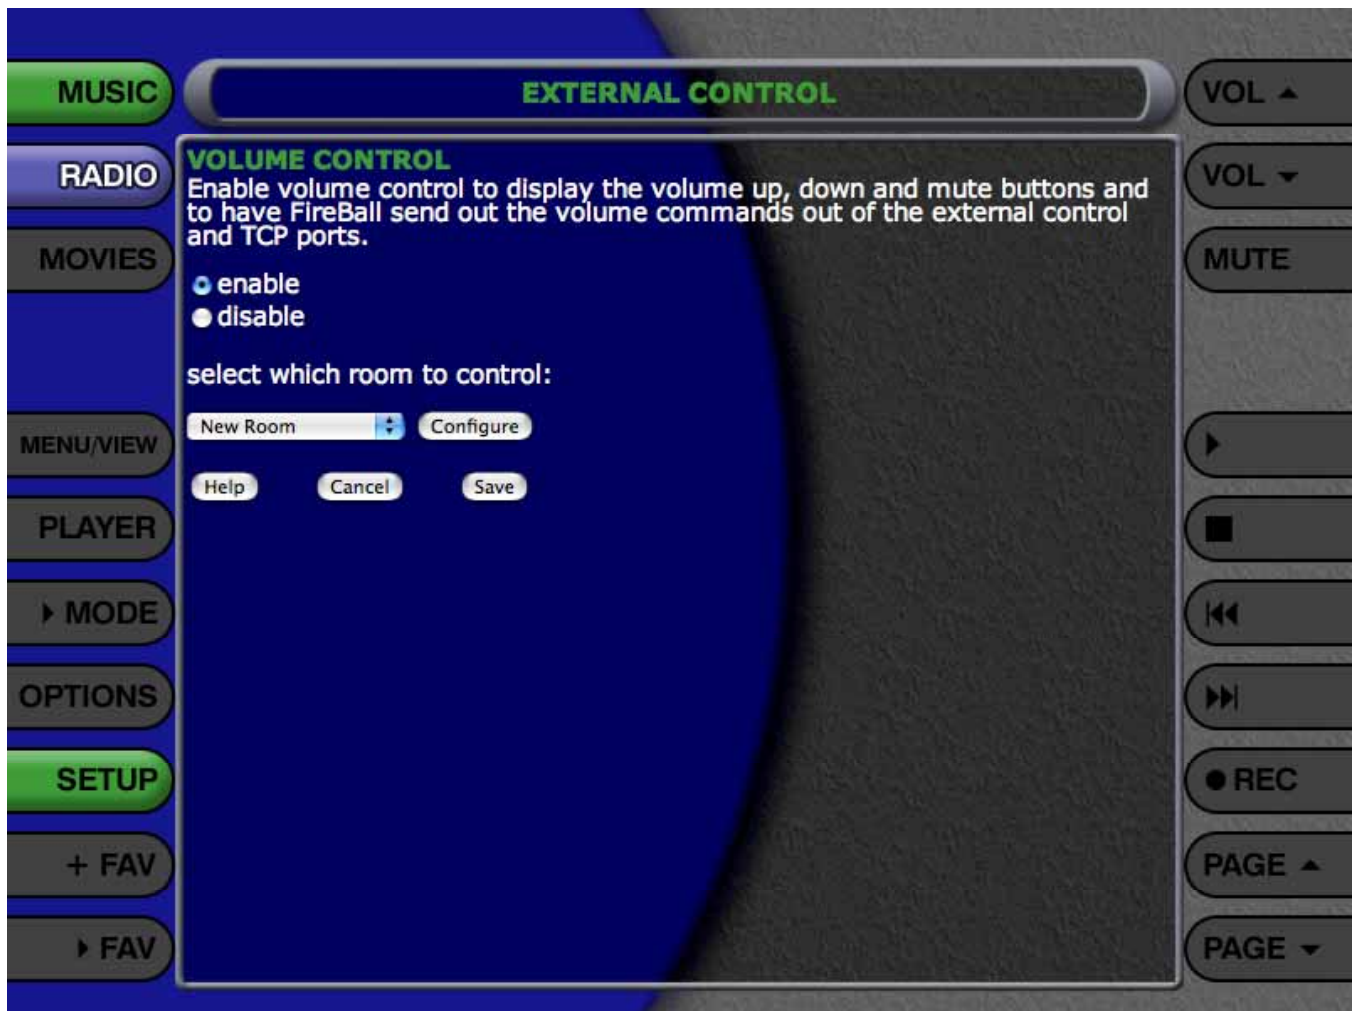 EXTERNAL CONTROL
MUSIC
RADIO
MOVIES
MENU/VIEW
PLAYER
MODE
OPTIONS
SETUP
+ FAV
FAV
VOLUME CONTROL
Enable volume control to display the volume up, down and mute buttons and
to have FireBall send out the volume commands out of the external control
and TCP ports.
enable
disable
select which room to control:
New Room Configure
Help Cancel Save
VOL
VOL
MUTE
REC
PAGE
PAGE